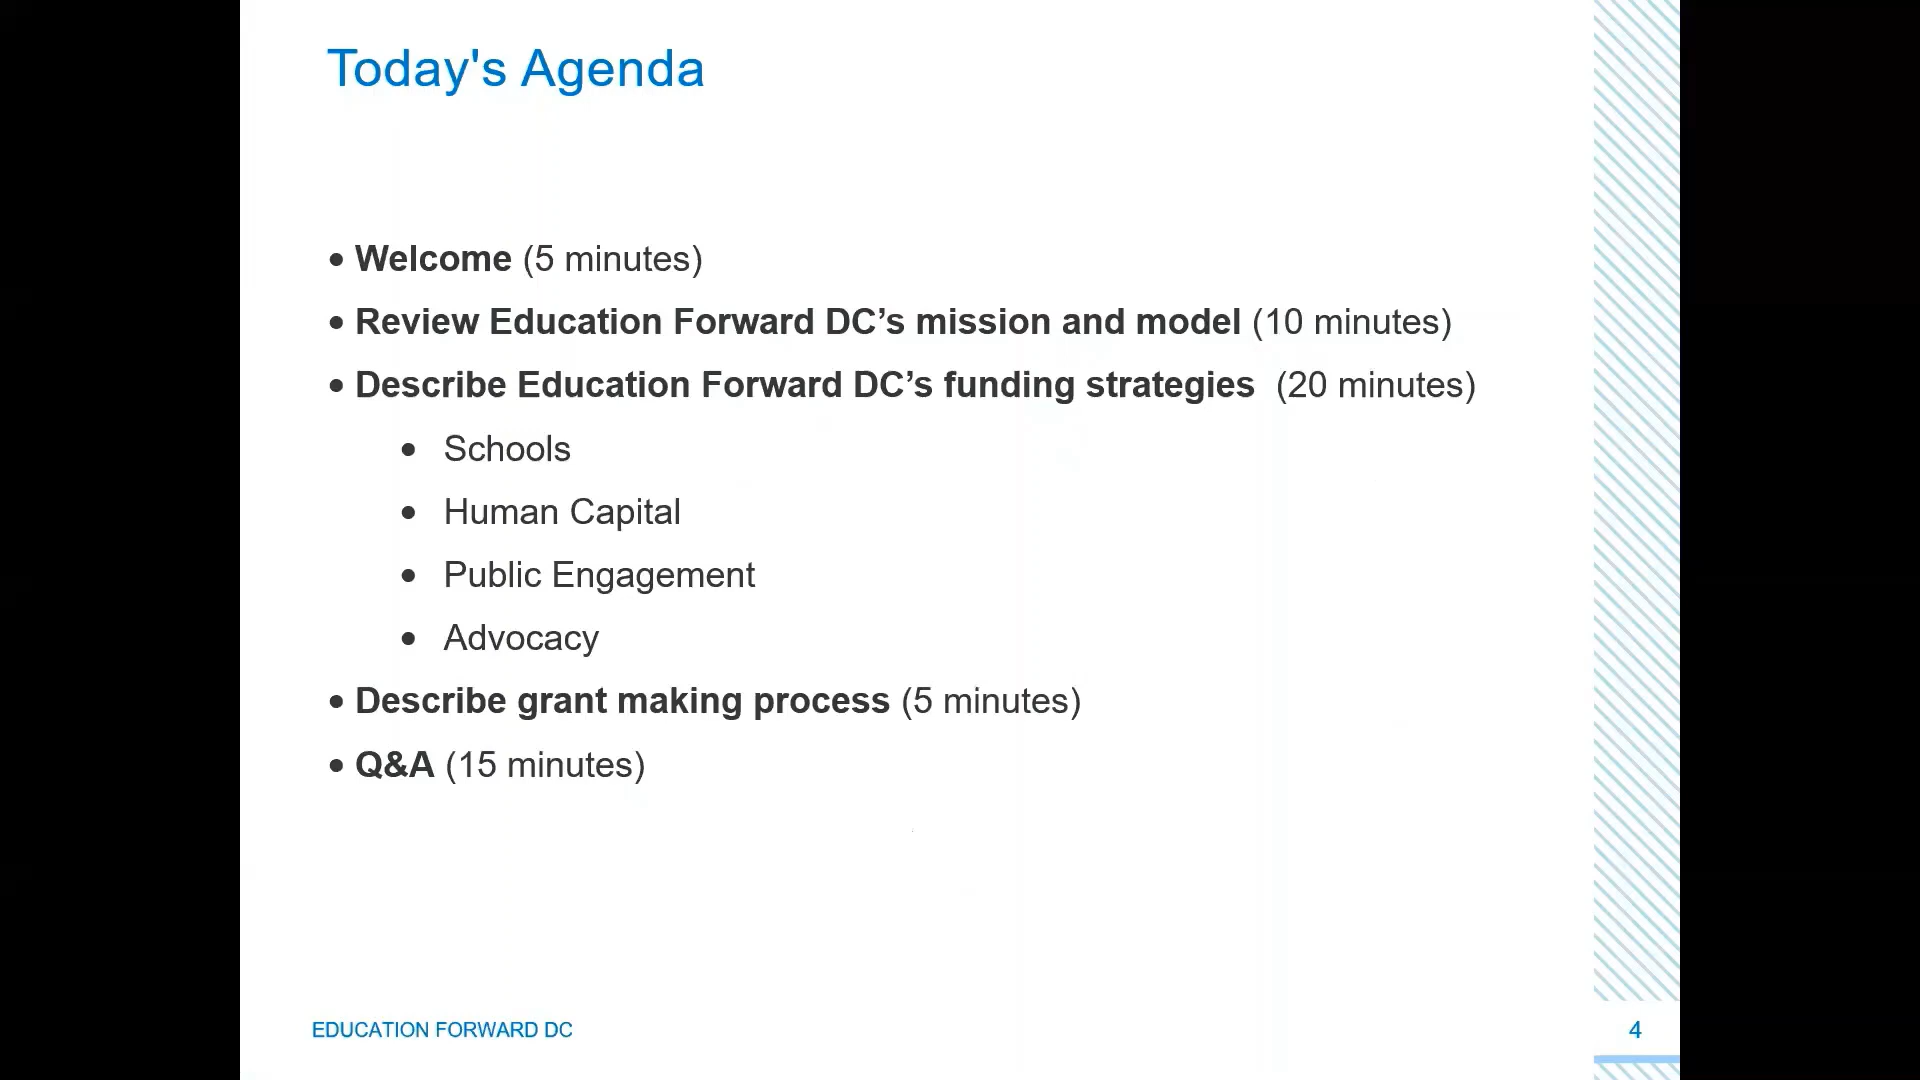 Today's Agenda
• Welcome (5 minutes)
• Review Education Forward DC’s mission and model (10 minutes)
• Describe Education Forward DC’s funding strategies (20 minutes)
• Schools
• Human Capital
• Public Engagement
• Advocacy
• Describe grant making process (5 minutes)
• Q&A (15 minutes)
EDUCATION FORWARD DC
4